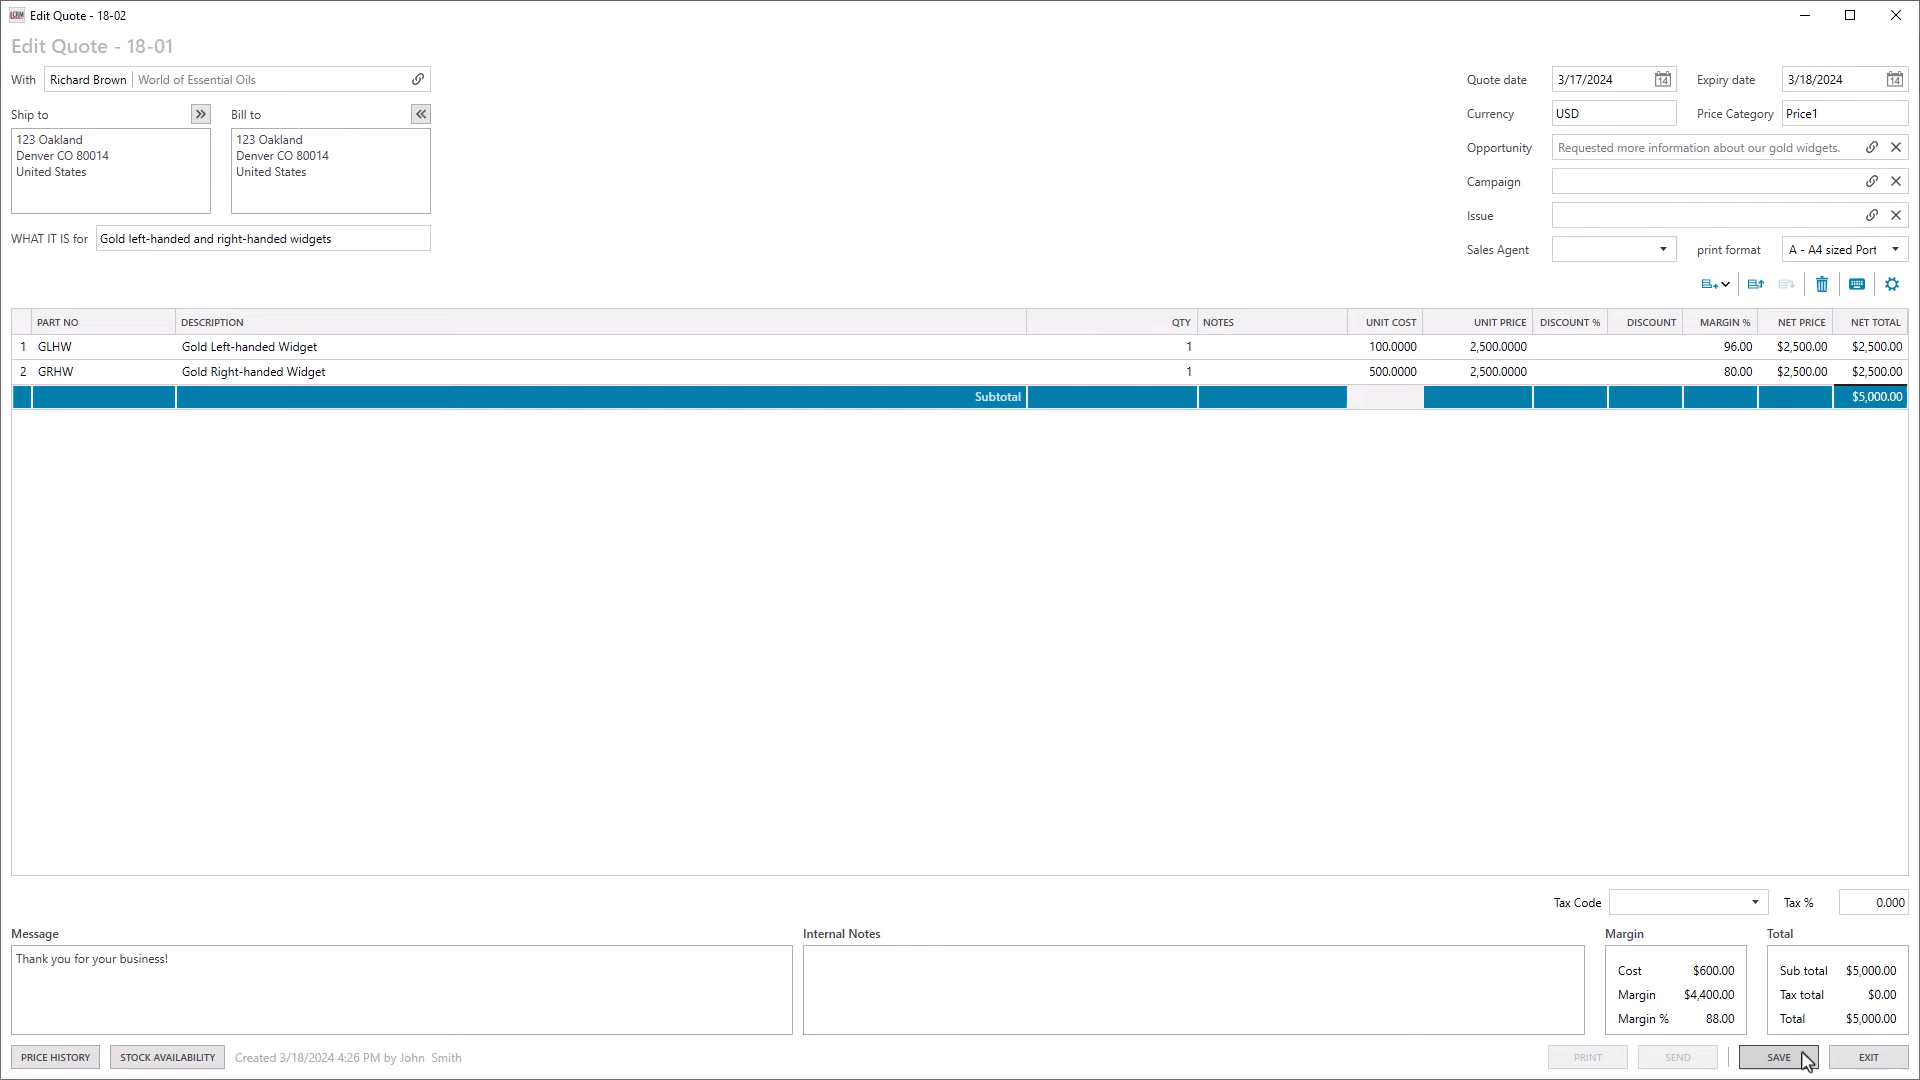 LCRM Edit Quote - 18-02
Edit Quote - 18-01
With Richard Brown World of Essential Oils
Ship to Bill to
123 Oakland
Denver CO 80014
United States
123 Oakland
Denver CO 80014
United States
WHAT IT IS for Gold left-handed and right-handed widgets
Quote date 3/17/2024 14 Expiry date 3/18/2024 14
Currency USD Price Category Price1
Opportunity Requested more information about our gold widgets.
Campaign
Issue
Sales Agent print format A - A4 sized Port
PART NO DESCRIPTION QTY NOTES UNIT COST UNIT PRICE DISCOUNT % DISCOUNT MARGIN % NET PRICE NET TOTAL
1 GLHW Gold Left-handed Widget 1 100.0000 2,500.0000 96.00 $2,500.00 $2,500.00
2 GRHW Gold Right-handed Widget 1 500.0000 2,500.0000 80.00 $2,500.00 $2,500.00
Subtotal $5,000.00
Tax Code Tax % 0.000
Message
Thank you for your business!
Internal Notes
Margin
Cost $600.00
Margin $4,400.00
Margin % 88.00
Total
Sub total $5,000.00
Tax total $0.00
Total $5,000.00
PRICE HISTORY STOCK AVAILABILITY Created 3/18/2024 4:26 PM by John Smith PRINT SEND SAVE EXIT